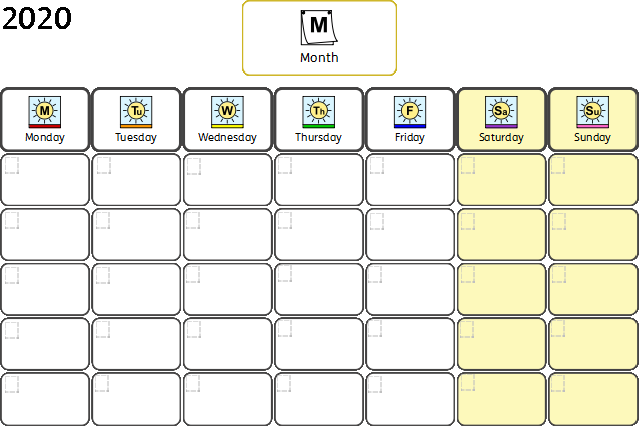 2020
M
Month
M Tu W Th F Sa Su
Monday Tuesday Wednesday Thursday Friday Saturday Sunday